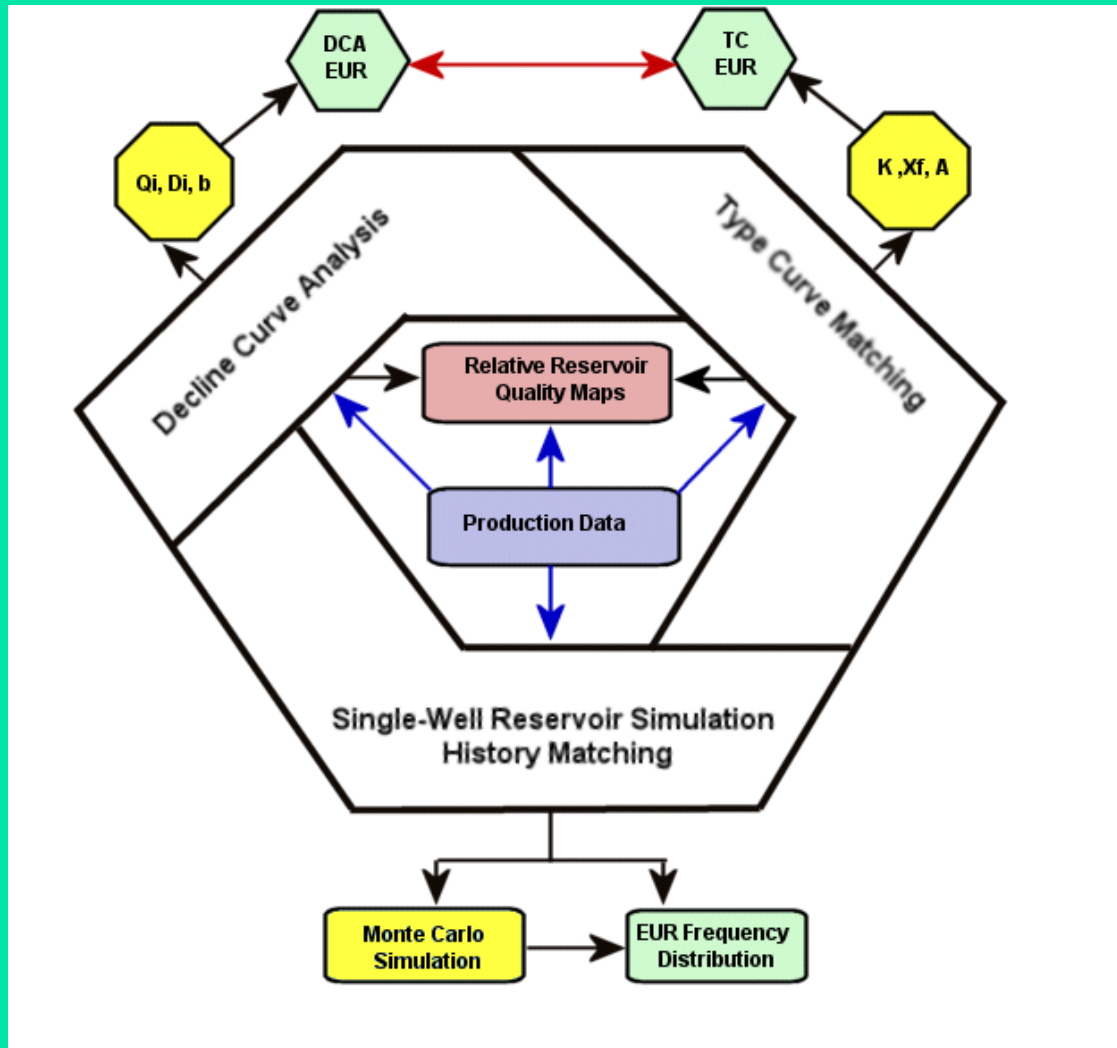 DCA
EUR
TC
EUR
Qi, Di, b
K ,Xf, A
Decline Curve Analysis
Type Curve Matching
Relative Reservoir
Quality Maps
Production Data
Single-Well Reservoir Simulation
History Matching
Monte Carlo
Simulation
EUR Frequency
Distribution